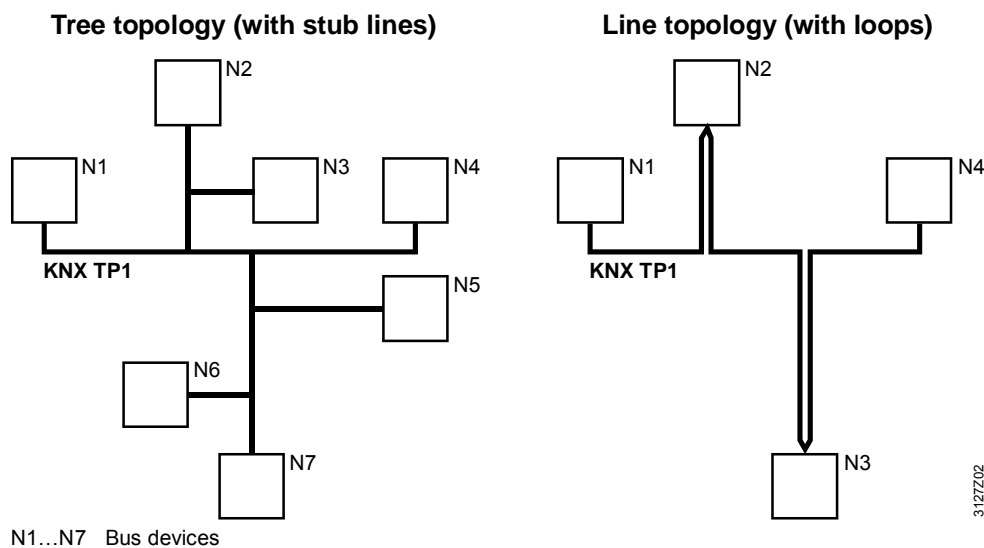 Tree topology (with stub lines)
N2
N1
N3
N4
KNX TP1
N5
N6
N7
N1...N7 Bus devices
Line topology (with loops)
N2
N1
N4
KNX TP1
N3
3127Z02